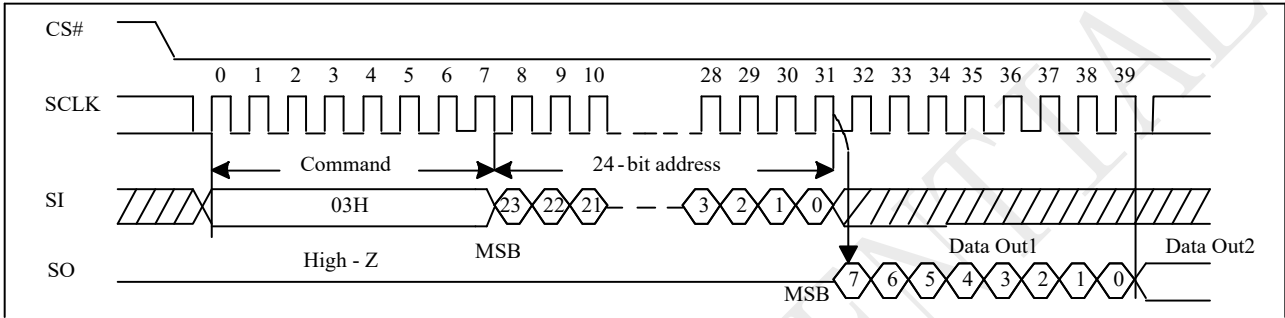 CS#
0 1 2 3 4 5 6 7 8 9 10 28 29 30 31 32 33 34 35 36 37 38 39
SCLK
Command 24-bit address
SI 03H 23 22 21 3 2 1 0
High - Z MSB Data Out1 Data Out2
SO MSB 7 6 5 4 3 2 1 0